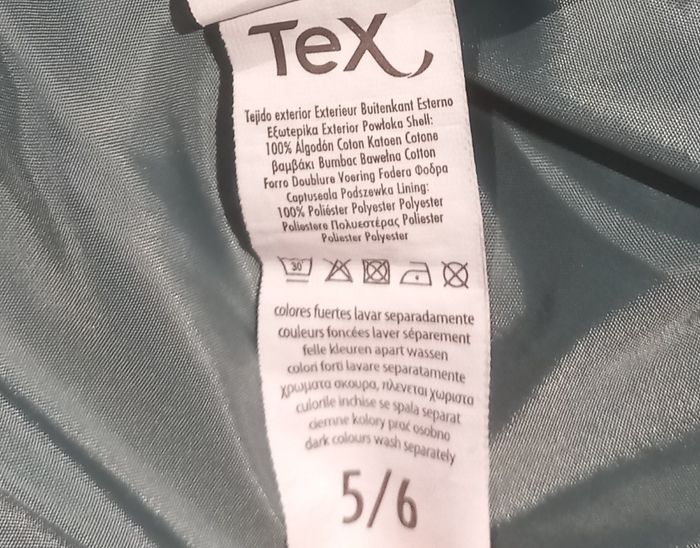 TeX
Tejido exterior Exterieur Buitenkant Esterno
Εξωτερικα Exterior Powłoka Shell:
100% Algodón Coton Katoen Cotone
βαμβάκι Bumbac Bawełna Cotton
Forro Doublure Voering Fodera Φοδρα
Captuseala Podszewka Lining:
100% Poliéster Polyester Polyester
Poliestere Πολυεστέρας Poliester
Poliester Polyester
30°
colores fuertes lavar separadamente
couleurs foncées laver séparement
felle kleuren apart wassen
colori forti lavare separatamente
χρωματα σκουρα, πλενεται χωριστα
culorile inchise se spala separat
ciemne kolory prać osobno
dark colours wash separately
5/6